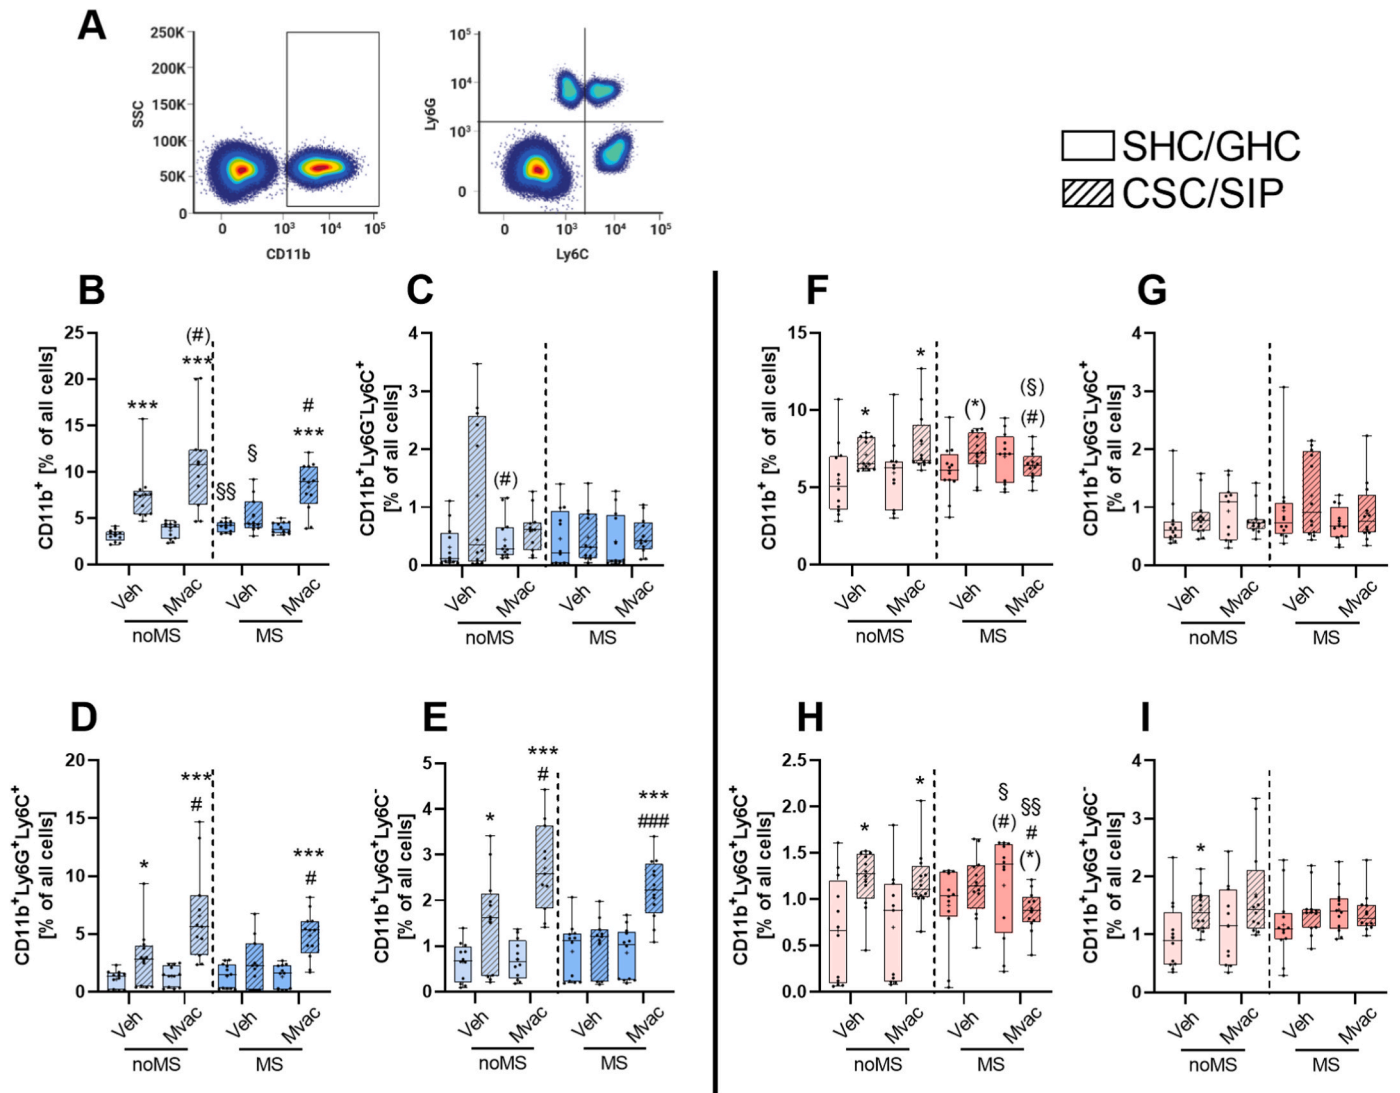 A
250K
200K
150K
100K
50K
0
SSC
0
10³
10⁴
10⁵
CD11b
10⁵
10⁴
10³
0
Ly6G
0
10³
10⁴
10⁵
Ly6C
SHC/GHC
CSC/SIP
B
25
20
15
10
5
0
CD11b⁺ [% of all cells]
***
(#)
***
§§
§
#
***
Veh
Mvac
Veh
Mvac
noMS
MS
C
4
3
2
1
0
CD11b⁺Ly6G⁻Ly6C⁺
[% of all cells]
(#)
Veh
Mvac
Veh
Mvac
noMS
MS
F
15
10
5
0
CD11b⁺ [% of all cells]
*
*
(*)
(§)
(#)
Veh
Mvac
Veh
Mvac
noMS
MS
G
4
3
2
1
0
CD11b⁺Ly6G⁻Ly6C⁺
[% of all cells]
Veh
Mvac
Veh
Mvac
noMS
MS
D
20
15
10
5
0
CD11b⁺Ly6G⁺Ly6C⁺
[% of all cells]
*
***
#
***
#
Veh
Mvac
Veh
Mvac
noMS
MS
E
5
4
3
2
1
0
CD11b⁺Ly6G⁺Ly6C⁻
[% of all cells]
*
***
#
***
###
Veh
Mvac
Veh
Mvac
noMS
MS
H
2.5
2.0
1.5
1.0
0.5
0.0
CD11b⁺Ly6G⁺Ly6C⁺
[% of all cells]
*
*
§
(#)
§§
#
(*)
Veh
Mvac
Veh
Mvac
noMS
MS
I
4
3
2
1
0
CD11b⁺Ly6G⁺Ly6C⁻
[% of all cells]
*
Veh
Mvac
Veh
Mvac
noMS
MS